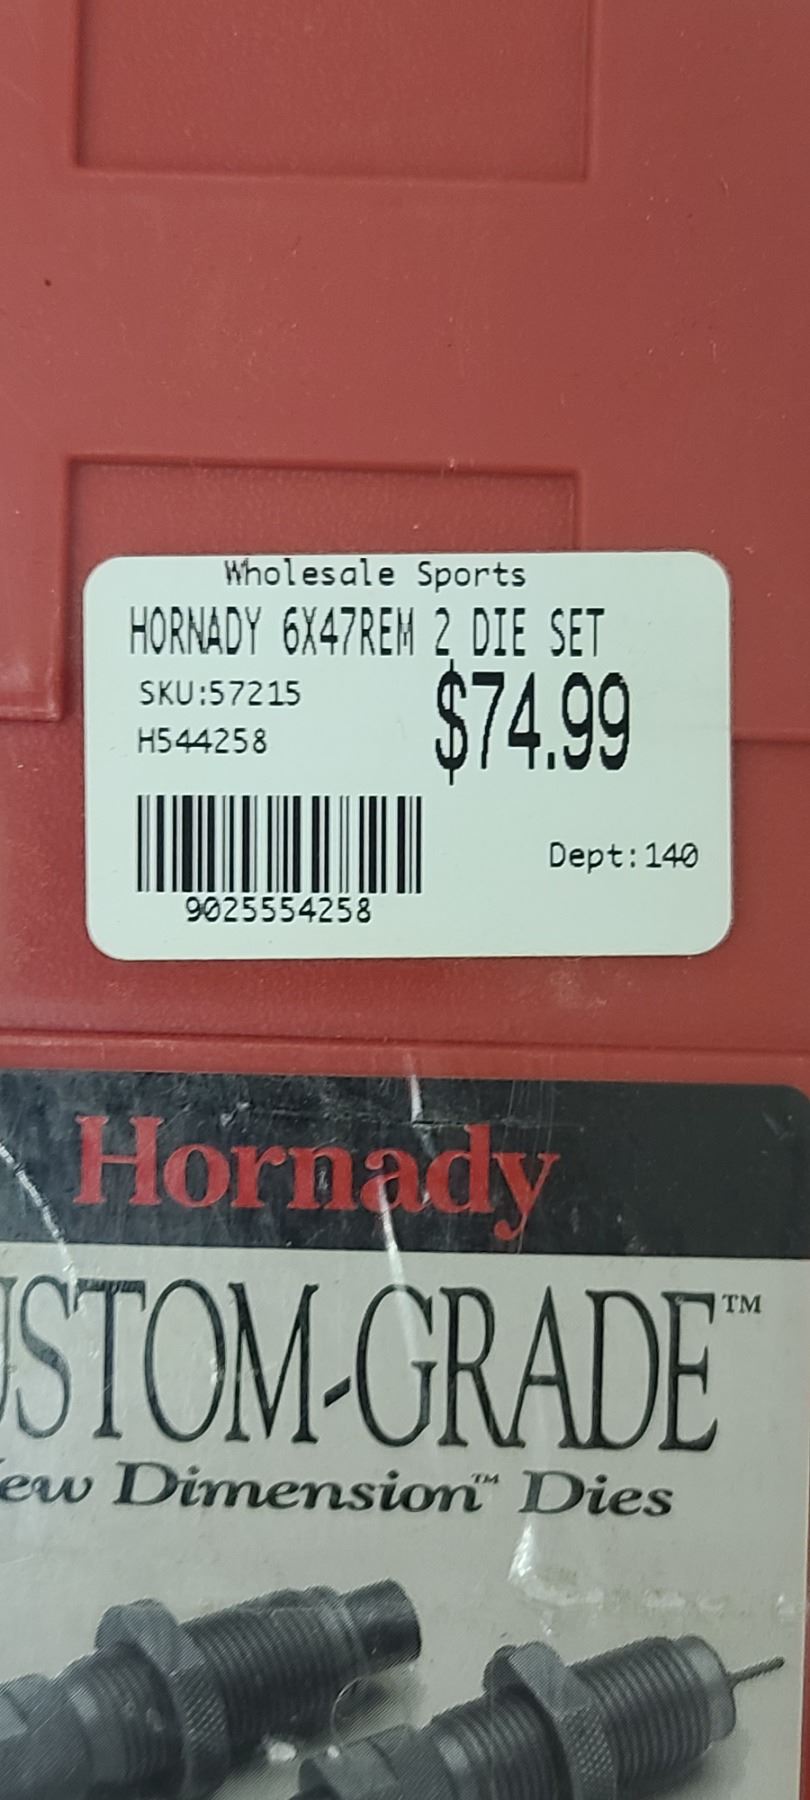 Wholesale Sports
HORNADY 6X47REM 2 DIE SET
SKU:57215
$74.99
H544258
Dept:140
9025554258
Hornady
USTOM-GRADE™
ew Dimension™ Dies